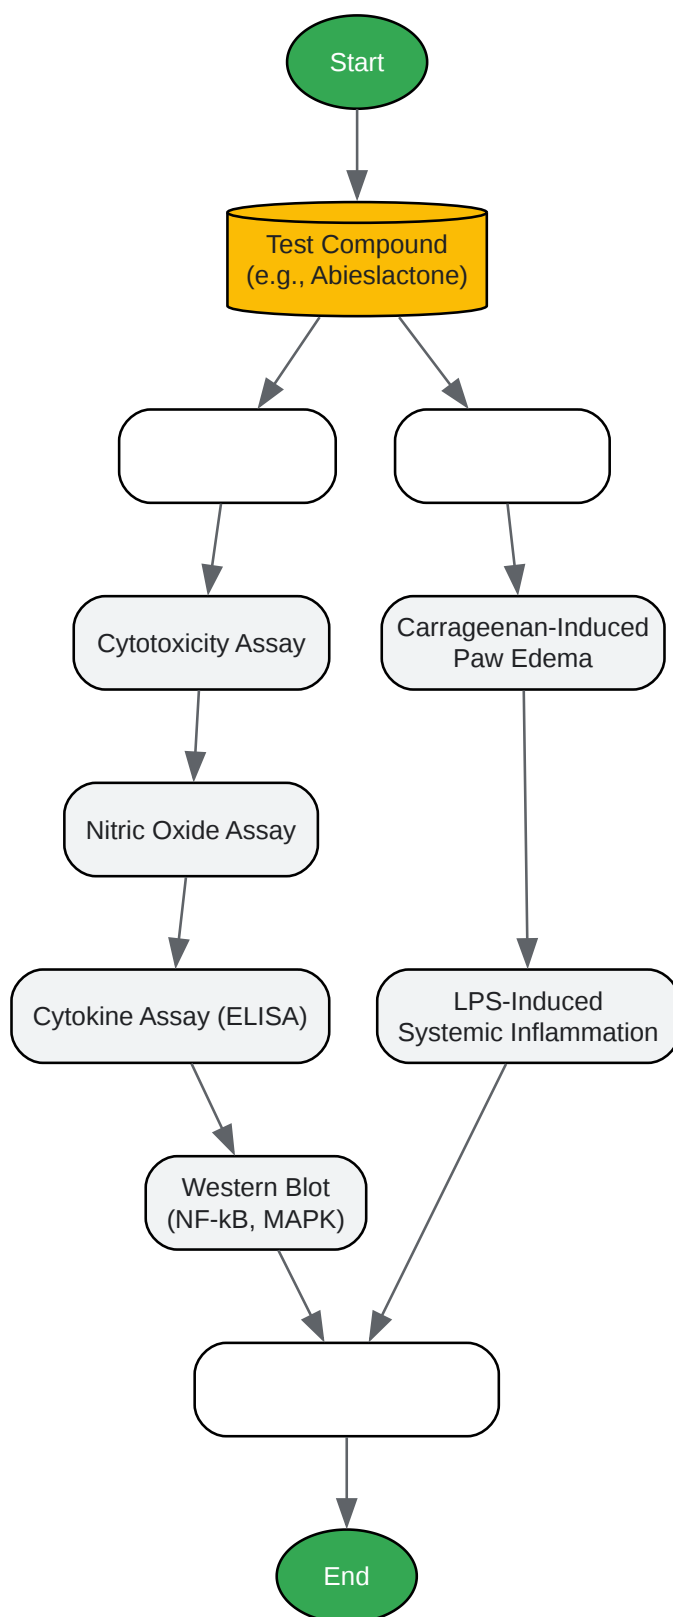 Start
Test Compound
(e.g., Abieslactone)
Cytotoxicity Assay
Carrageenan-Induced
Paw Edema
Nitric Oxide Assay
Cytokine Assay (ELISA)
LPS-Induced
Systemic Inflammation
Western Blot
(NF-kB, MAPK)
End